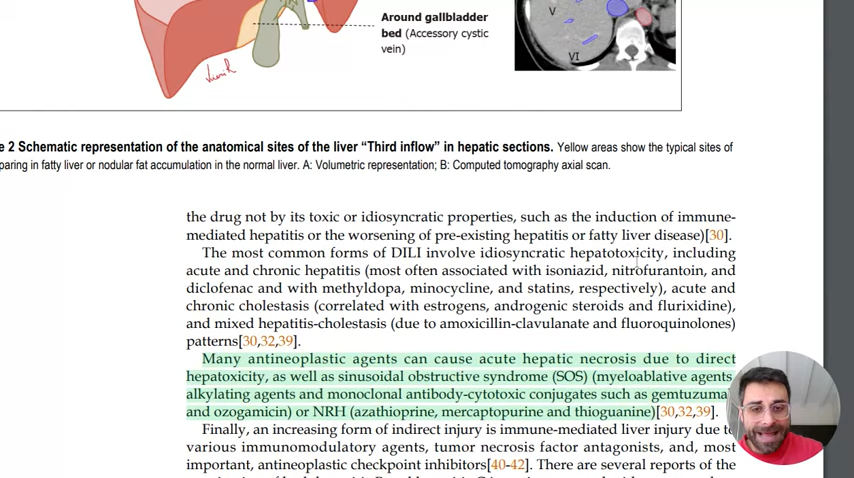 Around gallbladder
bed (Accessory cystic
vein)
V
VI
2 Schematic representation of the anatomical sites of the liver "Third inflow" in hepatic sections. Yellow areas show the typical sites of
paring in fatty liver or nodular fat accumulation in the normal liver. A: Volumetric representation; B: Computed tomography axial scan.
the drug not by its toxic or idiosyncratic properties, such as the induction of immune-
mediated hepatitis or the worsening of pre-existing hepatitis or fatty liver disease)[30].
The most common forms of DILI involve idiosyncratic hepatotoxicity, including
acute and chronic hepatitis (most often associated with isoniazid, nitrofurantoin, and
diclofenac and with methyldopa, minocycline, and statins, respectively), acute and
chronic cholestasis (correlated with estrogens, androgenic steroids and flurixidine),
and mixed hepatitis-cholestasis (due to amoxicillin-clavulanate and fluoroquinolones)
patterns[30,32,39].
Many antineoplastic agents can cause acute hepatic necrosis due to direct
hepatoxicity, as well as sinusoidal obstructive syndrome (SOS) (myeloablative agents
alkylating agents and monoclonal antibody-cytotoxic conjugates such as gemtuzuma
and ozogamicin) or NRH (azathioprine, mercaptopurine and thioguanine)[30,32,39].
Finally, an increasing form of indirect injury is immune-mediated liver injury due to
various immunomodulatory agents, tumor necrosis factor antagonists, and, most
important, antineoplastic checkpoint inhibitors[40-42]. There are several reports of the